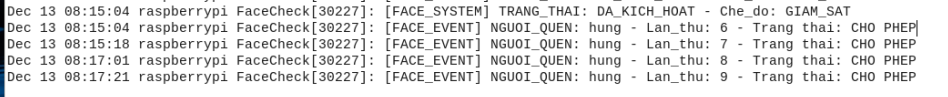 Dec 13 08:15:04 raspberrypi FaceCheck[30227]: [FACE_SYSTEM] TRANG_THAI: DA_KICH_HOAT - Che_do: GIAM_SAT
Dec 13 08:15:04 raspberrypi FaceCheck[30227]: [FACE_EVENT] NGUOI_QUEN: hung - Lan_thu: 6 - Trang thai: CHO PHEP
Dec 13 08:15:18 raspberrypi FaceCheck[30227]: [FACE_EVENT] NGUOI_QUEN: hung - Lan_thu: 7 - Trang thai: CHO PHEP
Dec 13 08:17:01 raspberrypi FaceCheck[30227]: [FACE_EVENT] NGUOI_QUEN: hung - Lan_thu: 8 - Trang thai: CHO PHEP
Dec 13 08:17:21 raspberrypi FaceCheck[30227]: [FACE_EVENT] NGUOI_QUEN: hung - Lan_thu: 9 - Trang thai: CHO PHEP